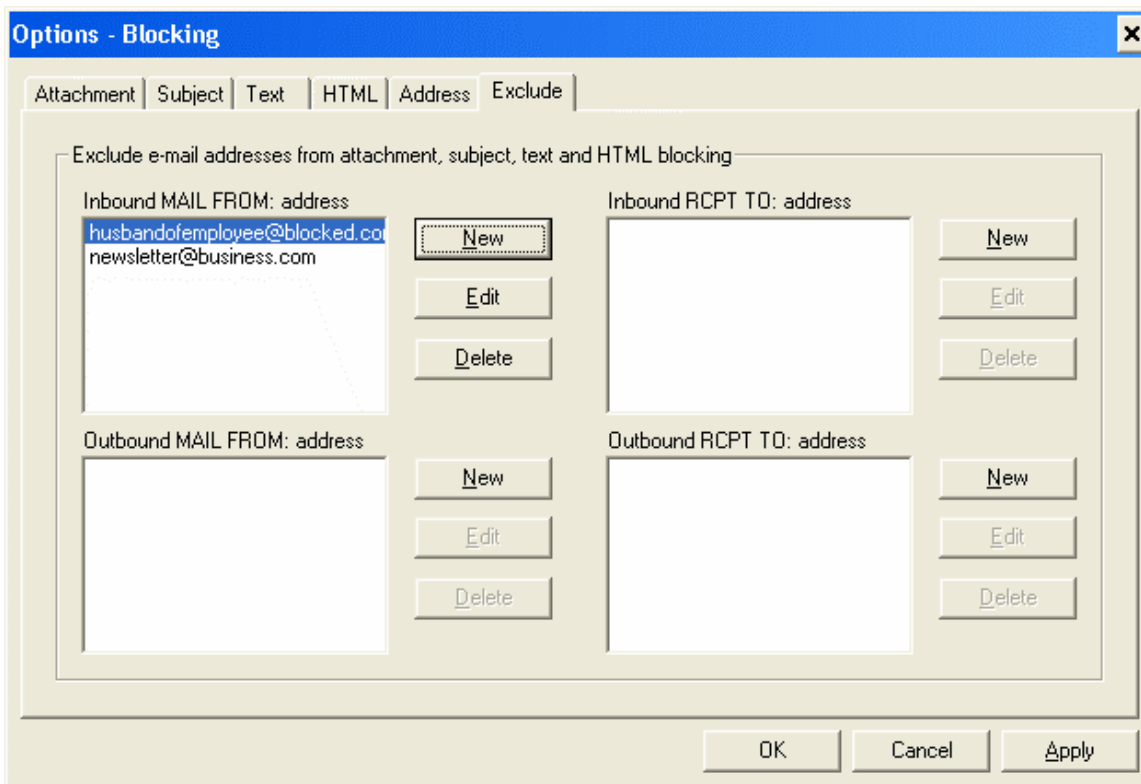 Options - Blocking
Attachment Subject Text HTML Address Exclude
Exclude e-mail addresses from attachment, subject, text and HTML blocking
Inbound MAIL FROM: address
husbandofemployee@blocked.co
newsletter@business.com
New
Edit
Delete
Inbound RCPT TO: address
New
Edit
Delete
Outbound MAIL FROM: address
New
Edit
Delete
Outbound RCPT TO: address
New
Edit
Delete
OK Cancel Apply